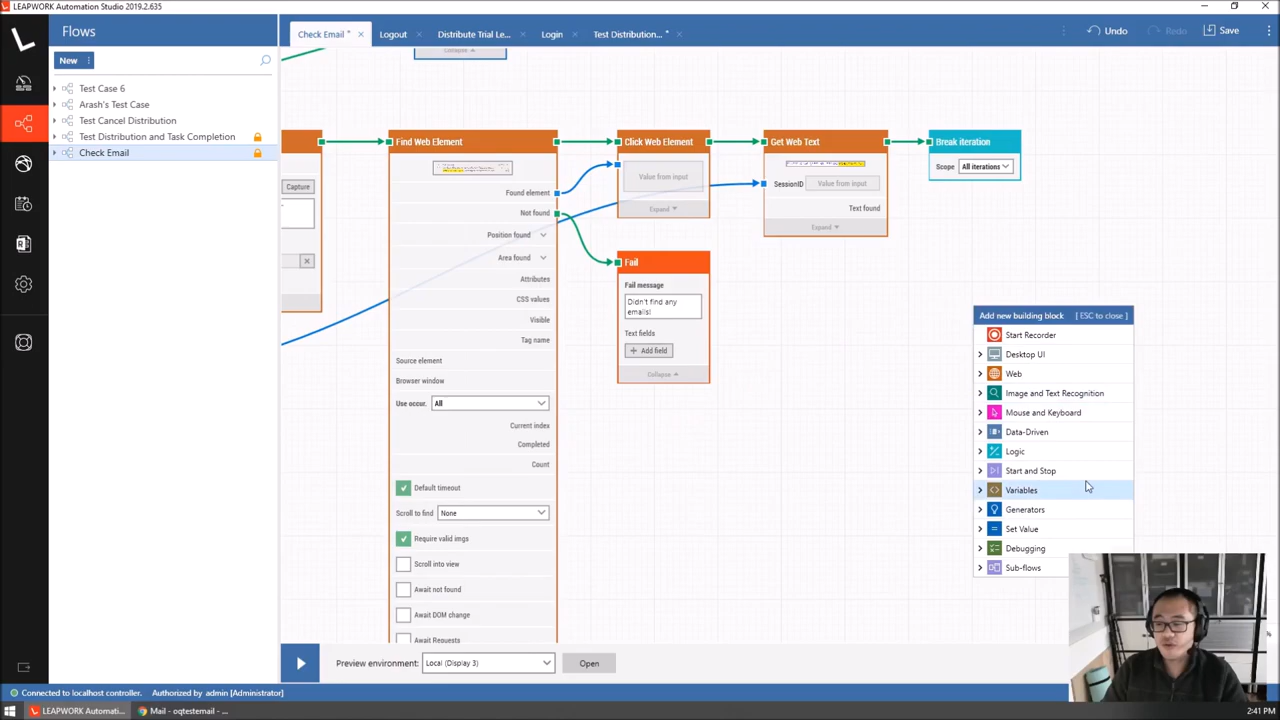 LEAPWORK Automation Studio 2019.2.635
Flows
Check Email *
Logout
Distribute Trial Le...
Login
Test Distribution... *
Undo
Redo
Save
New
Test Case 6
Arash's Test Case
Test Cancel Distribution
Test Distribution and Task Completion
Check Email
Collapse
Capture
Find Web Element
Found element
Not found
Position found
Area found
Attributes
CSS values
Visible
Tag name
Source element
Browser window
Use occur. All
Current index
Completed
Count
Default timeout
Scroll to find None
Require valid imgs
Scroll into view
Await not found
Await DOM change
Await Requests
Click Web Element
Value from input
Expand
Fail
Fail message
Didn't find any
emails!
Text fields
+ Add field
Collapse
Get Web Text
SessionID Value from input
Text found
Expand
Break iteration
Scope All iterations
Add new building block [ ESC to close ]
Start Recorder
Desktop UI
Web
Image and Text Recognition
Mouse and Keyboard
Data-Driven
Logic
Start and Stop
Variables
Generators
Set Value
Debugging
Sub-flows
Preview environment: Local (Display 3) Open
Connected to localhost controller. Authorized by admin [Administrator]
LEAPWORK Automati...
Mail - oqtestemail - ...
2:41 PM